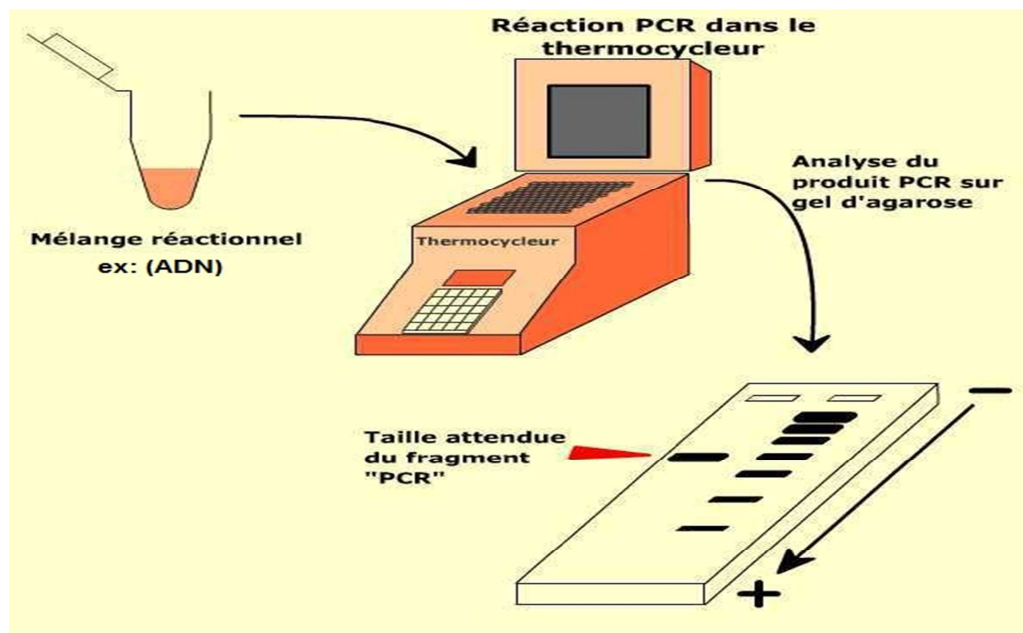 Réaction PCR dans le
thermocycleur
Mélange réactionnel
ex: (ADN)
Thermocycleur
Analyse du
produit PCR sur
gel d'agarose
Taille attendue
du fragment
"PCR"
−
+